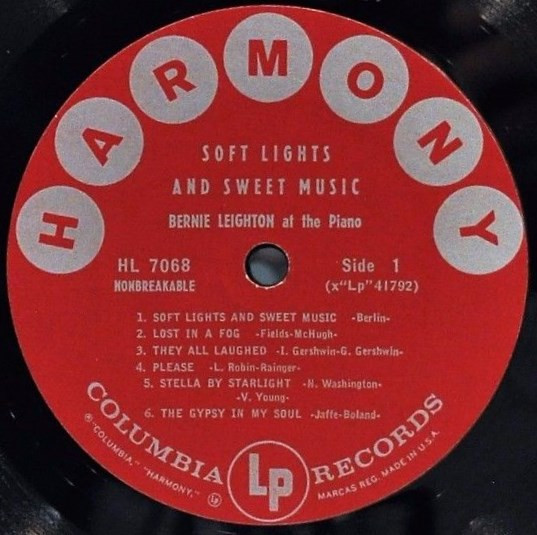 HARMONY
SOFT LIGHTS
AND SWEET MUSIC
BERNIE LEIGHTON at the Piano
HL 7068
NONBREAKABLE
Side 1
(x"Lp"41792)
1. SOFT LIGHTS AND SWEET MUSIC -Berlin-
2. LOST IN A FOG -Fields-McHugh-
3. THEY ALL LAUGHED -I. Gershwin-G. Gershwin-
4. PLEASE -L. Robin-Rainger-
5. STELLA BY STARLIGHT -N. Washington-
-V. Young-
6. THE GYPSY IN MY SOUL -Jaffe-Boland-
COLUMBIA RECORDS
® "COLUMBIA," "HARMONY," Lp
LP
MARCAS REG. MADE IN U.S.A.